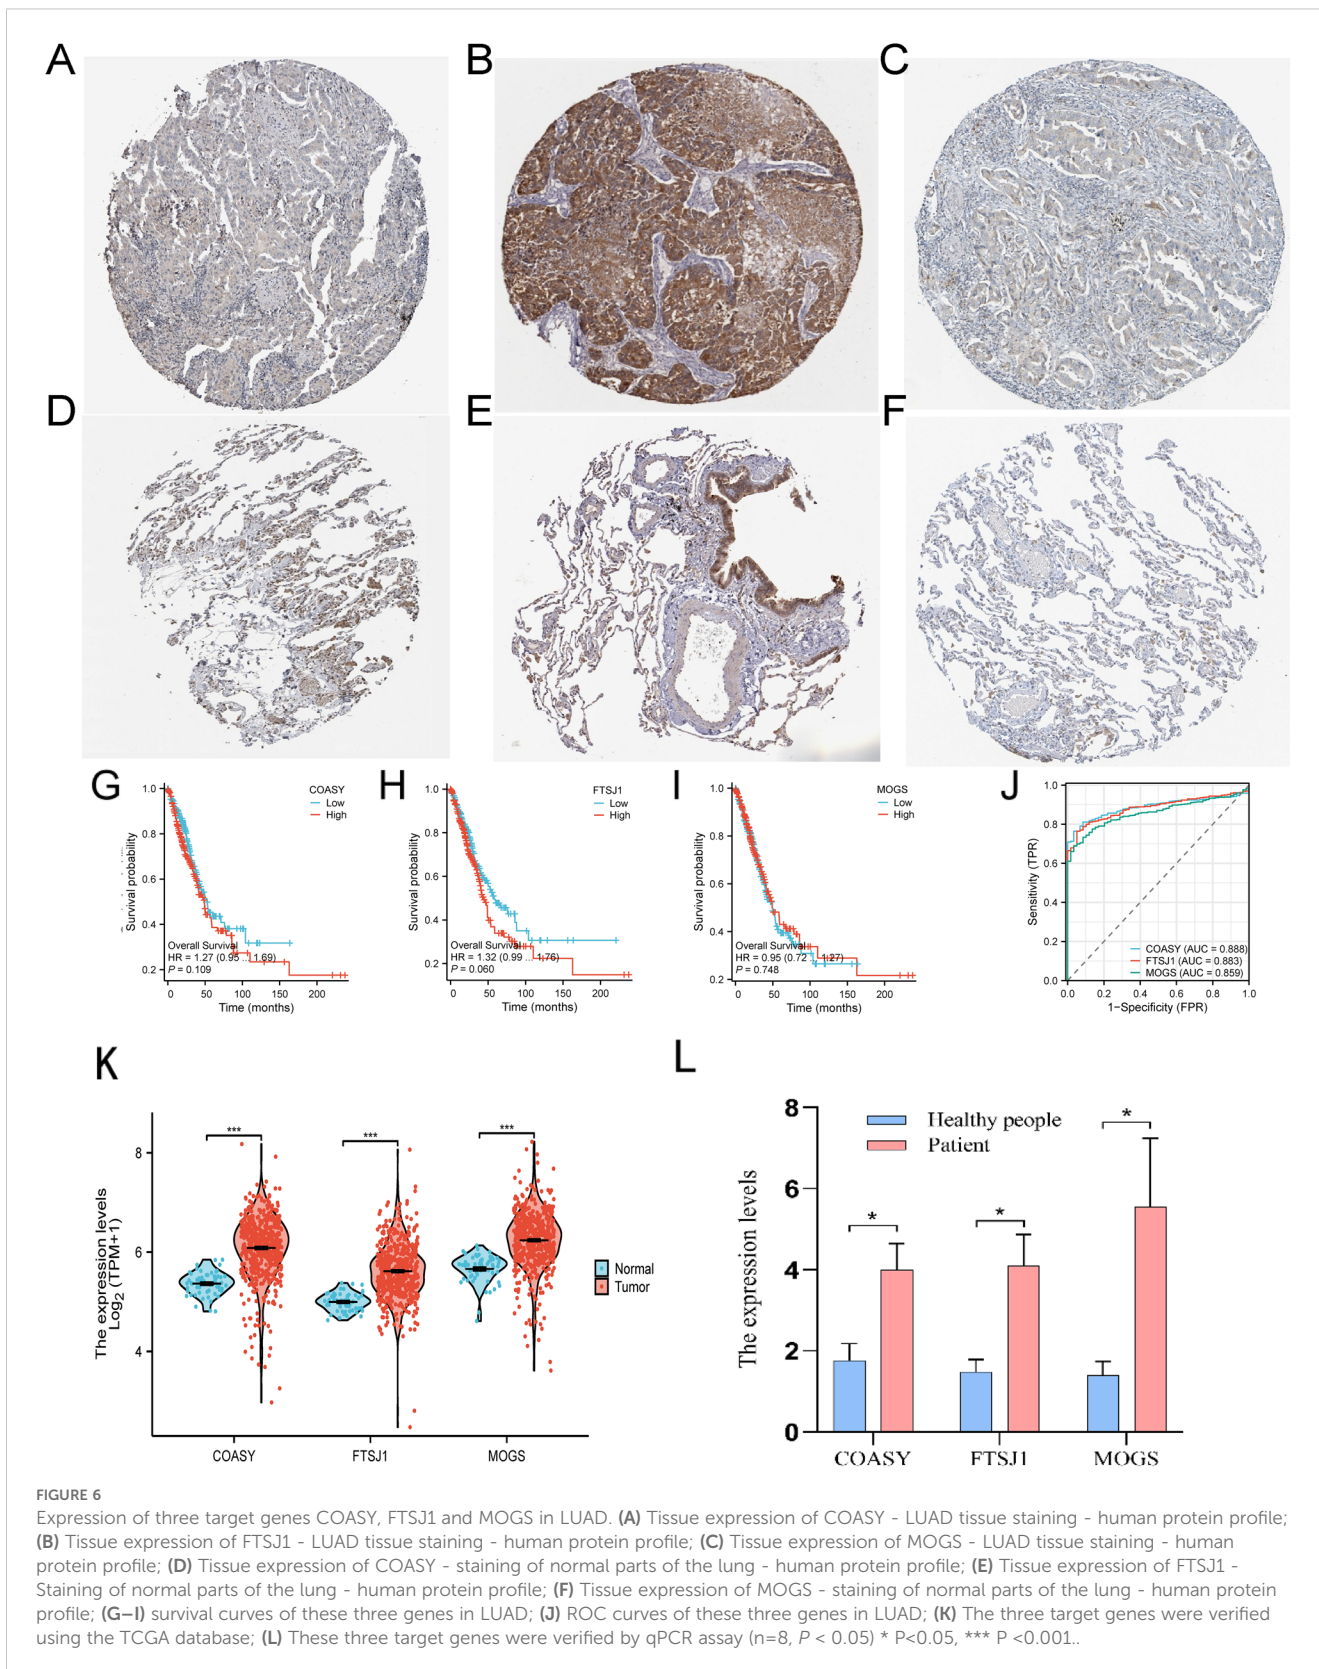 A
B
C
D
E
F
G
COASY
Low
High
1.0
0.8
0.6
0.4
0.2
Survival probability
Overall Survival
HR = 1.27 (0.95 ... 1.69)
P = 0.109
0
50
100
150
200
Time (months)
H
FTSJ1
Low
High
1.0
0.8
0.6
0.4
0.2
Survival probability
Overall Survival
HR = 1.32 (0.99 ... 1.76)
P = 0.060
0
50
100
150
200
Time (months)
I
MOGS
Low
High
1.0
0.8
0.6
0.4
0.2
Survival probability
Overall Survival
HR = 0.95 (0.72 ... 1.27)
P = 0.748
0
50
100
150
200
Time (months)
J
1.0
0.8
0.6
0.4
0.2
0.0
Sensitivity (TPR)
COASY (AUC = 0.888)
FTSJ1 (AUC = 0.883)
MOGS (AUC = 0.859)
0.0
0.2
0.4
0.6
0.8
1.0
1-Specificity (FPR)
K
The expression levels
Log2 (TPM+1)
8
6
4
***
***
***
Normal
Tumor
COASY
FTSJ1
MOGS
L
The expression levels
8
6
4
2
0
Healthy people
Patient
*
*
*
COASY
FTSJ1
MOGS
FIGURE 6
Expression of three target genes COASY, FTSJ1 and MOGS in LUAD. (A) Tissue expression of COASY - LUAD tissue staining - human protein profile;
(B) Tissue expression of FTSJ1 - LUAD tissue staining - human protein profile; (C) Tissue expression of MOGS - LUAD tissue staining - human
protein profile; (D) Tissue expression of COASY - staining of normal parts of the lung - human protein profile; (E) Tissue expression of FTSJ1 -
Staining of normal parts of the lung - human protein profile; (F) Tissue expression of MOGS - staining of normal parts of the lung - human protein
profile; (G–I) survival curves of these three genes in LUAD; (J) ROC curves of these three genes in LUAD; (K) The three target genes were verified
using the TCGA database; (L) These three target genes were verified by qPCR assay (n=8, P < 0.05) * P<0.05, *** P <0.001..